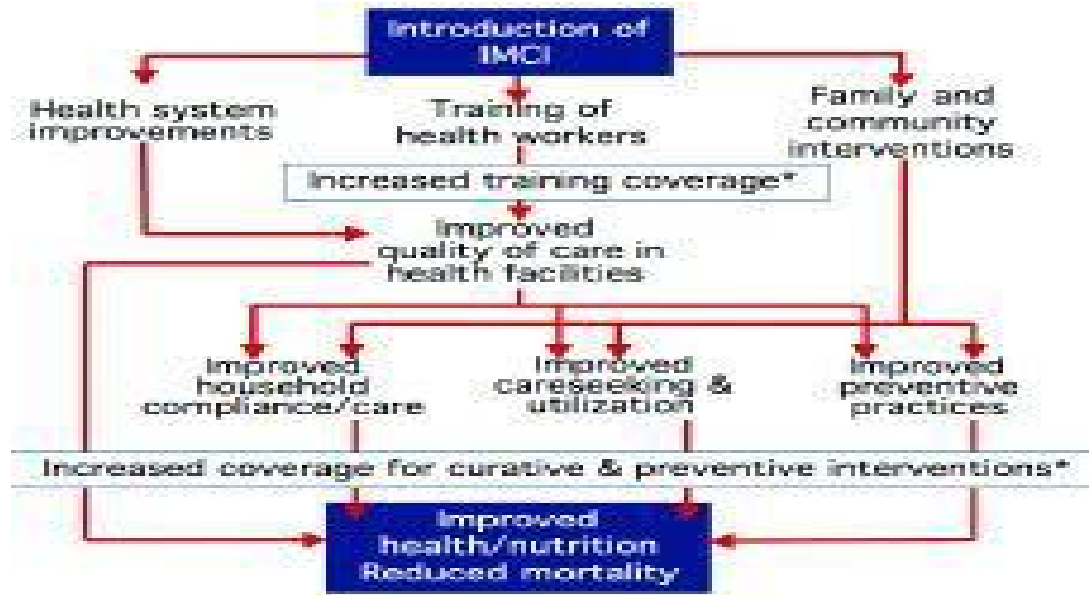 Introduction of
IMCI
Health system
improvements
Training of
health workers
Family and
community
interventions
Increased training coverage*
Improved
quality of care in
health facilities
Improved
household
compliance/care
Improved
careseeking &
utilization
Improved
preventive
practices
Increased coverage for curative & preventive interventions*
Improved
health/nutrition
Reduced mortality